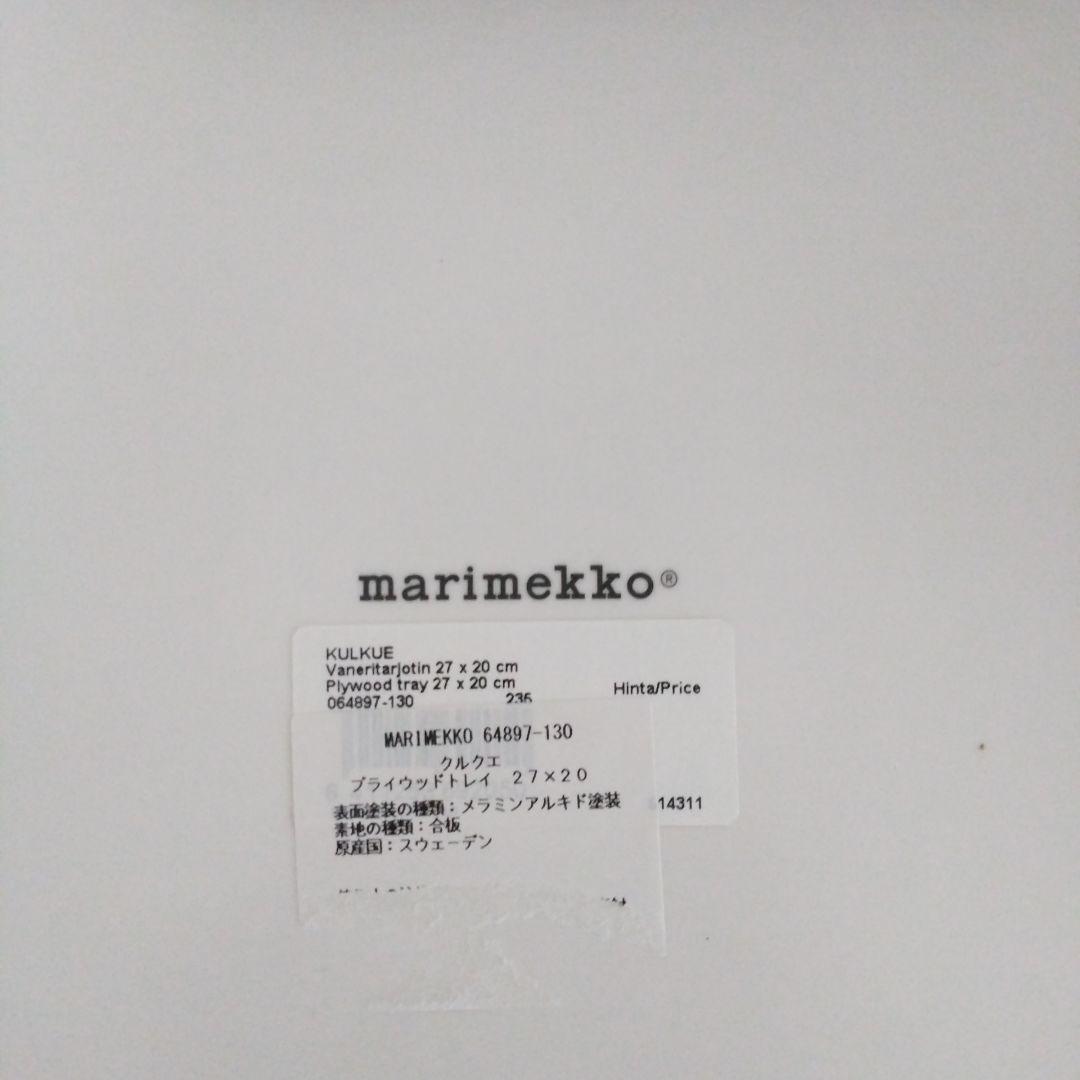 marimekko®
KULKUE
Vaneritarjotin 27 x 20 cm
Plywood tray 27 x 20 cm
064897-130 235 Hinta/Price
MARIMEKKO 64897-130
クルクエ
プライウッドトレイ 27×20
表面塗装の種類:メラミンアルキド塗装
14311
素地の種類:合板
原産国:スウェーデン